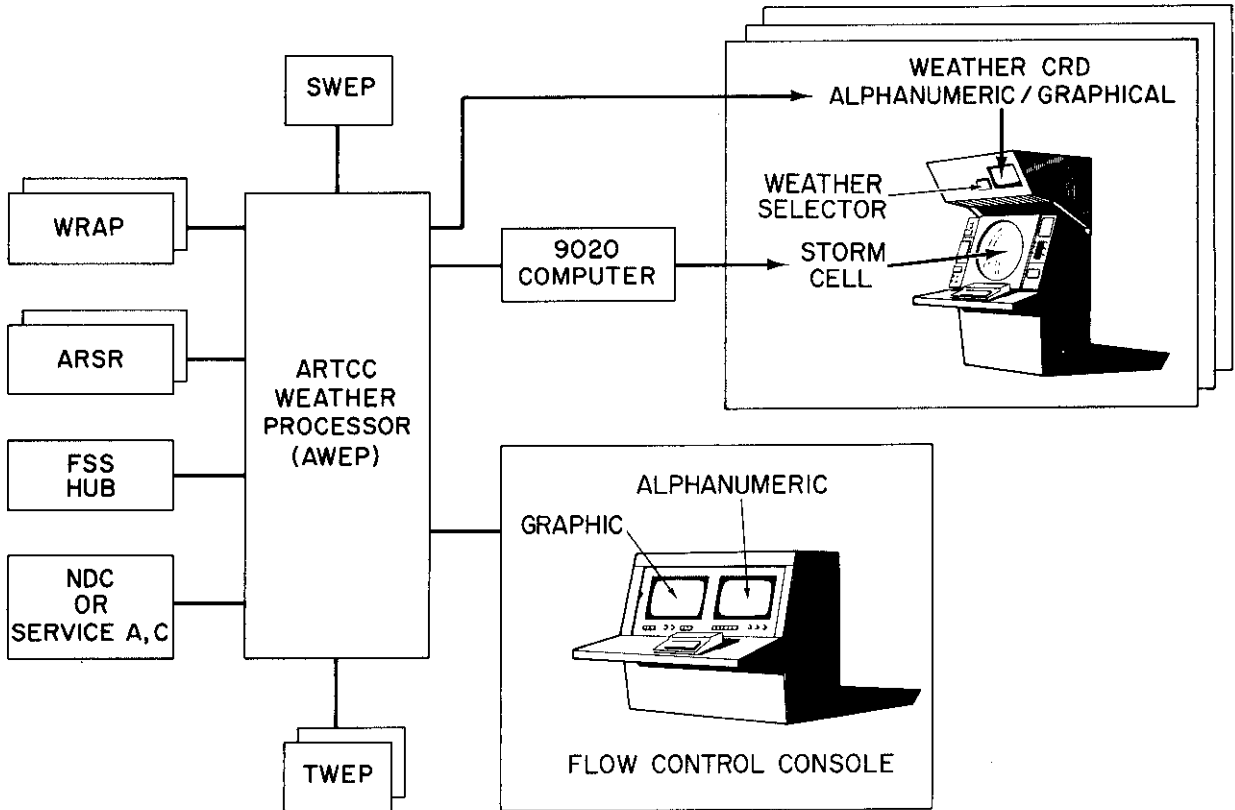 SWEP
WRAP
ARSR
FSS
HUB
NDC
OR
SERVICE A,C
ARTCC
WEATHER
PROCESSOR
(AWEP)
TWEP
9020
COMPUTER
WEATHER CRD
ALPHANUMERIC / GRAPHICAL
WEATHER
SELECTOR
STORM
CELL
ALPHANUMERIC
GRAPHIC
FLOW CONTROL CONSOLE